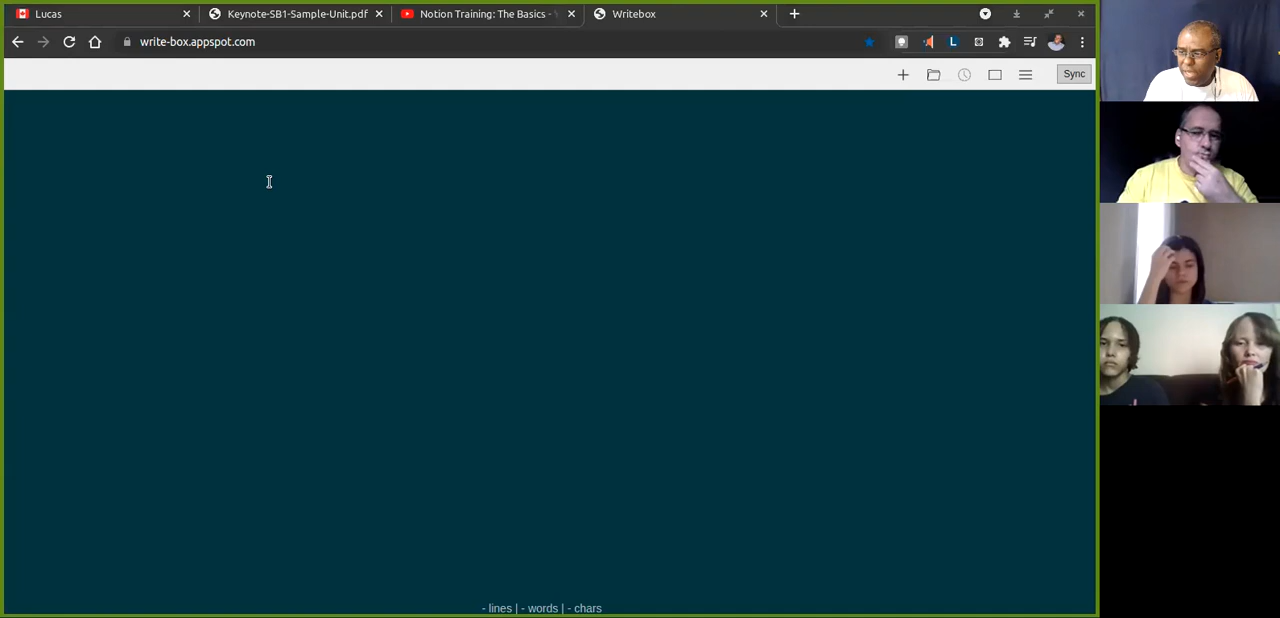 Lucas
Keynote-SB1-Sample-Unit.pdf
Notion Training: The Basics -
Writebox
write-box.appspot.com
L
Sync
- lines | - words | - chars